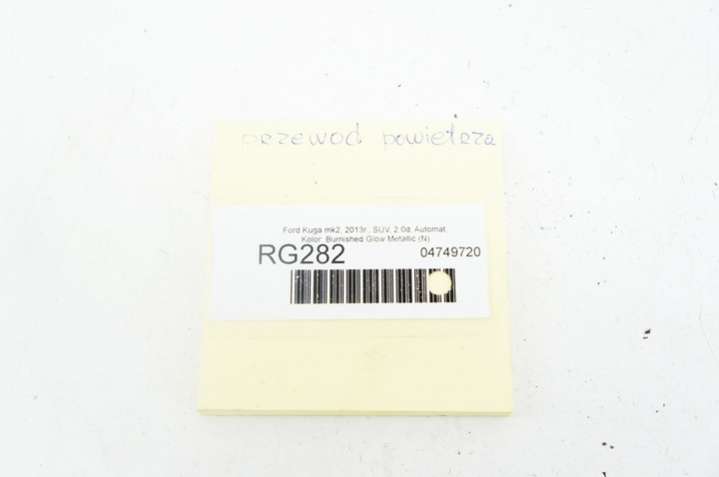 przewod powietrza
Ford Kuga mk2, 2013r., SUV, 2.0d, Automat,
Kolor: Burnished Glow Metallic (N)
RG282
04749720